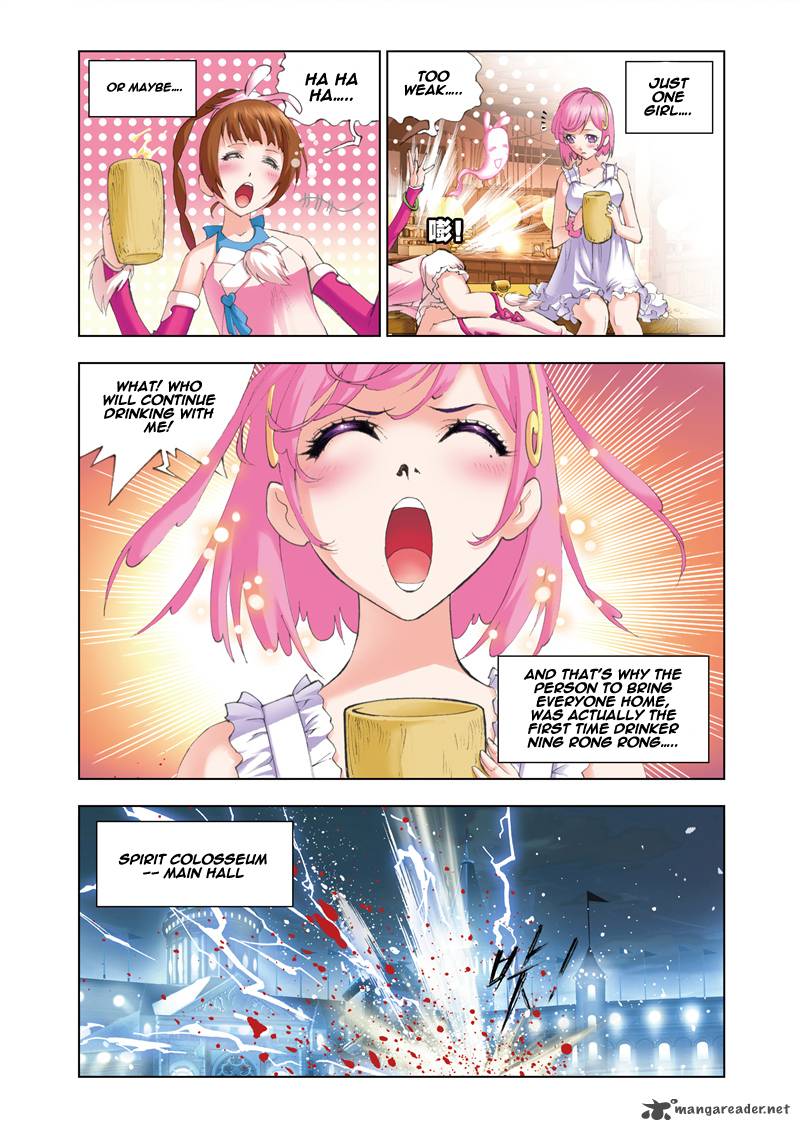 OR MAYBE....
HA HA
HA.....
TOO
WEAK.....
JUST
ONE
GIRL....
嘭!
WHAT! WHO
WILL CONTINUE
DRINKING WITH
ME!
AND THAT'S WHY THE
PERSON TO BRING
EVERYONE HOME,
WAS ACTUALLY THE
FIRST TIME DRINKER
NING RONG RONG.....
SPIRIT COLOSSEUM
-- MAIN HALL
mangareader.net